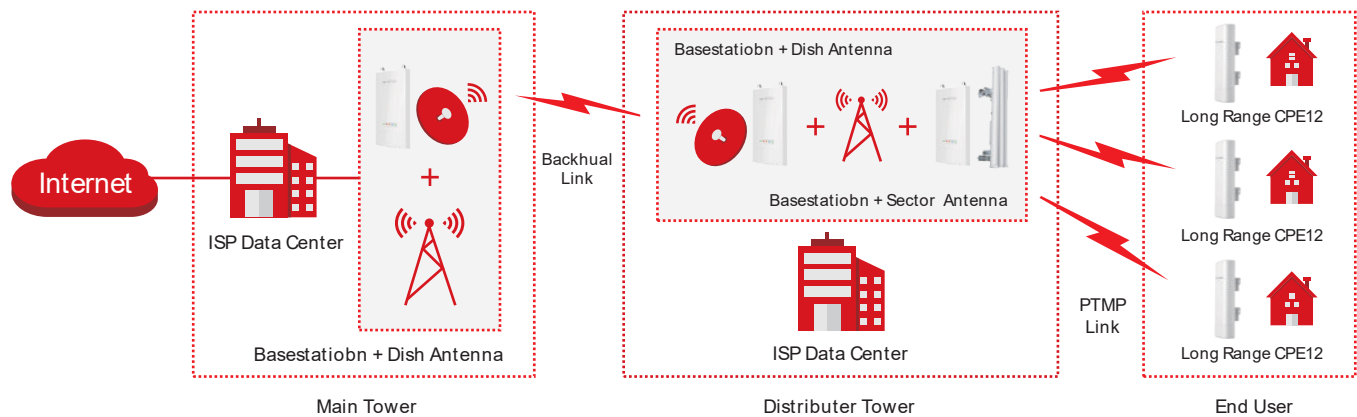 Internet
ISP Data Center
Basestatiobn + Dish Antenna
Main Tower
Backhual
Link
Basestatiobn + Dish Antenna
Basestatiobn + Sector Antenna
ISP Data Center
Distributer Tower
PTMP
Link
Long Range CPE12
Long Range CPE12
Long Range CPE12
End User